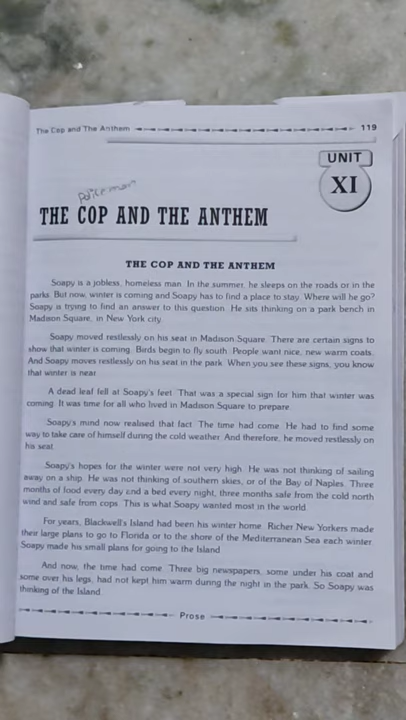 The Cop and The Anthem 119
UNIT
XI
Police man
THE COP AND THE ANTHEM
THE COP AND THE ANTHEM
Soapy is a jobless, homeless man. In the summer, he sleeps on the roads or in the
parks. But now, winter is coming and Soapy has to find a place to stay. Where will he go?
Soapy is trying to find an answer to this question. He sits thinking on a park bench in
Madison Square, in New York city.
Soapy moved restlessly on his seat in Madison Square. There are certain signs to
show that winter is coming. Birds begin to fly south. People want nice, new warm coats.
And Soapy moves restlessly on his seat in the park. When you see these signs, you know
that winter is near.
A dead leaf fell at Soapy's feet. That was a special sign for him that winter was
coming. It was time for all who lived in Madison Square to prepare.
Soapy's mind now realised that fact. The time had come. He had to find some
way to take care of himself during the cold weather. And therefore, he moved restlessly on
his seat.
Soapy's hopes for the winter were not very high. He was not thinking of sailing
away on a ship. He was not thinking of southern skies, or of the Bay of Naples. Three
months of food every day and a bed every night, three months safe from the cold north
wind and safe from cops. This is what Soapy wanted most in the world.
For years, Blackwell's Island had been his winter home. Richer New Yorkers made
their large plans to go to Florida or to the shore of the Mediterranean Sea each winter.
Soapy made his small plans for going to the Island.
And now, the time had come. Three big newspapers, some under his coat and
some over his legs, had not kept him warm during the night in the park. So Soapy was
thinking of the Island.
Prose